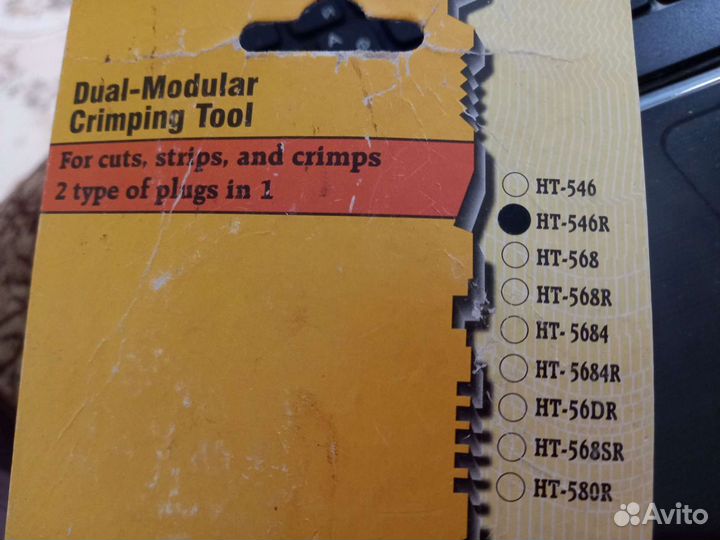 Dual-Modular
Crimping Tool
For cuts, strips, and crimps
2 type of plugs in 1
HT-546
HT-546R
HT-568
HT-568R
HT-5684
HT-5684R
HT-56DR
HT-568SR
HT-580R
Avito